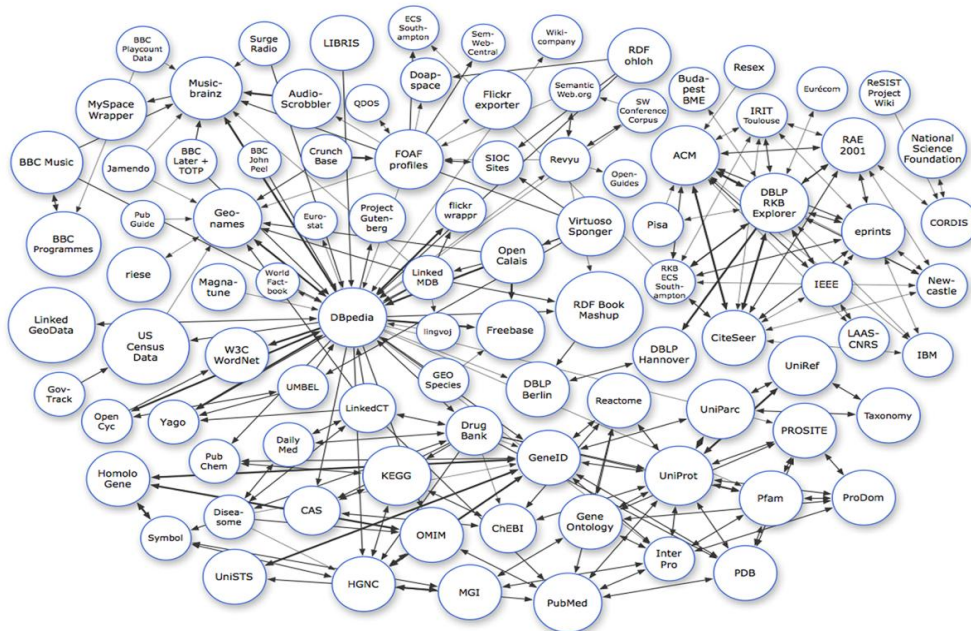 BBC
Playcount
Data
Surge
Radio
LIBRIS
ECS
South-
ampton
Sem-
Web-
Central
Wiki-
company
RDF
ohloh
Resex
Music-
brainz
MySpace
Wrapper
Audio-
Scrobbler
QDOS
Doap-
space
Flickr
exporter
Semantic
Web.org
SW
Conference
Corpus
Buda-
pest
BME
IRIT
Toulouse
Eurécom
ReSIST
Project
Wiki
BBC Music
Jamendo
BBC
Later +
TOTP
BBC
John
Peel
Crunch
Base
FOAF
profiles
SIOC
Sites
Revyu
Open-
Guides
ACM
RAE
2001
National
Science
Foundation
BBC
Programmes
Pub
Guide
Geo-
names
Euro-
stat
Project
Guten-
berg
flickr
wrappr
Virtuoso
Sponger
Pisa
DBLP
RKB
Explorer
eprints
CORDIS
riese
Magna-
tune
World
Fact-
book
Linked
MDB
Open
Calais
RKB
ECS
South-
ampton
IEEE
New-
castle
Linked
GeoData
US
Census
Data
W3C
WordNet
DBpedia
lingvoj
Freebase
RDF Book
Mashup
DBLP
Hannover
CiteSeer
LAAS-
CNRS
IBM
Gov-
Track
Open
Cyc
Yago
UMBEL
LinkedCT
GEO
Species
DBLP
Berlin
Reactome
UniParc
UniRef
Taxonomy
PROSITE
Homolo
Gene
Pub
Chem
Daily
Med
Drug
Bank
KEGG
GeneID
UniProt
Pfam
ProDom
Symbol
Disea-
some
CAS
OMIM
ChEBI
Gene
Ontology
Inter
Pro
PDB
UniSTS
HGNC
MGI
PubMed